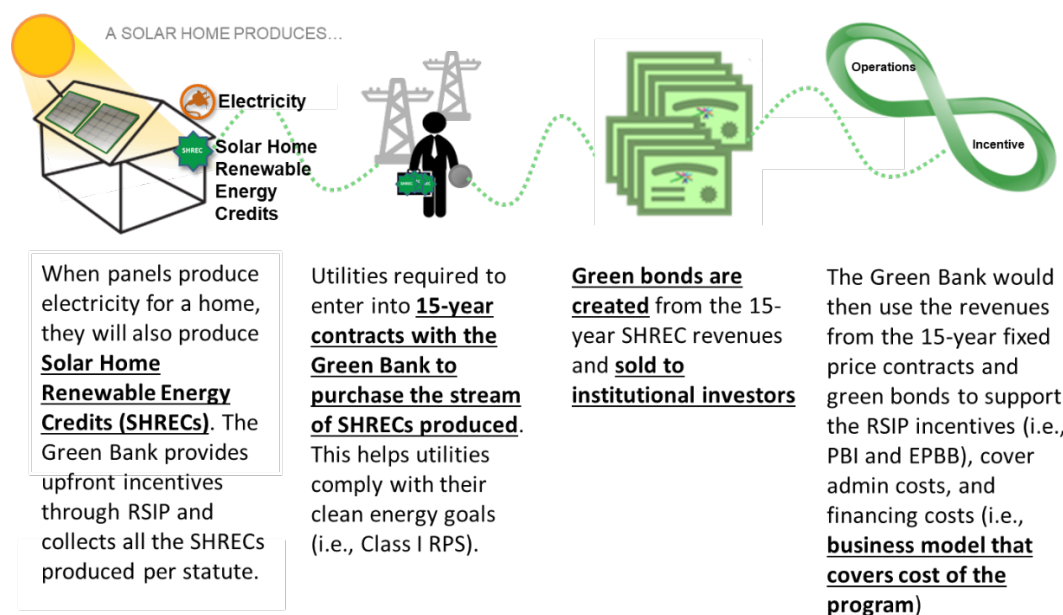 A SOLAR HOME PRODUCES...
Electricity
SHREC
Solar Home
Renewable
Energy
Credits
SHREC
Operations
Incentive
When panels produce
electricity for a home,
they will also produce
Solar Home
Renewable Energy
Credits (SHRECs). The
Green Bank provides
upfront incentives
through RSIP and
collects all the SHRECs
produced per statute.
Utilities required to
enter into 15-year
contracts with the
Green Bank to
purchase the stream
of SHRECs produced.
This helps utilities
comply with their
clean energy goals
(i.e., Class I RPS).
Green bonds are
created from the 15-
year SHREC revenues
and sold to
institutional investors
The Green Bank would
then use the revenues
from the 15-year fixed
price contracts and
green bonds to support
the RSIP incentives (i.e.,
PBI and EPBB), cover
admin costs, and
financing costs (i.e.,
business model that
covers cost of the
program)